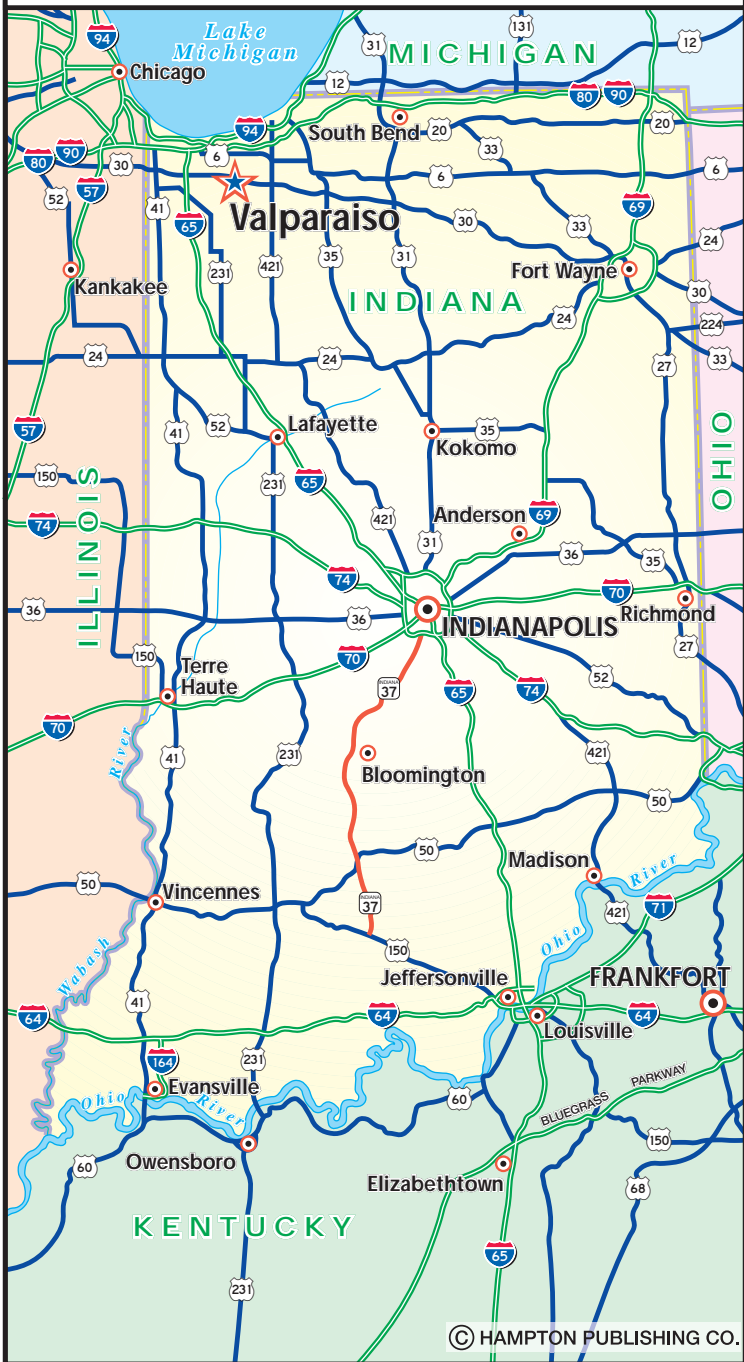 94
Lake
Michigan
31
MICHIGAN
131
12
Chicago
12
80
90
94
South Bend
20
20
80
90
30
6
33
6
6
57
52
41
65
Valparaiso
69
30
33
24
231
421
35
31
Fort Wayne
Kankakee
30
INDIANA
24
224
24
24
33
27
57
41
52
Lafayette
Kokomo
35
OHIO
150
231
65
ILLINOIS
74
421
Anderson
69
31
36
35
74
70
36
36
Richmond
INDIANAPOLIS
27
150
70
Terre
Haute
INDIANA
37
65
74
52
70
River
41
231
421
Bloomington
50
50
Madison
River
50
Vincennes
INDIANA
37
421
71
Wabash
150
Ohio
Jeffersonville
FRANKFORT
41
64
64
64
Louisville
164
231
Evansville
Ohio
River
60
BLUEGRASS
PARKWAY
150
Owensboro
60
Elizabethtown
68
KENTUCKY
65
231
© HAMPTON PUBLISHING CO.